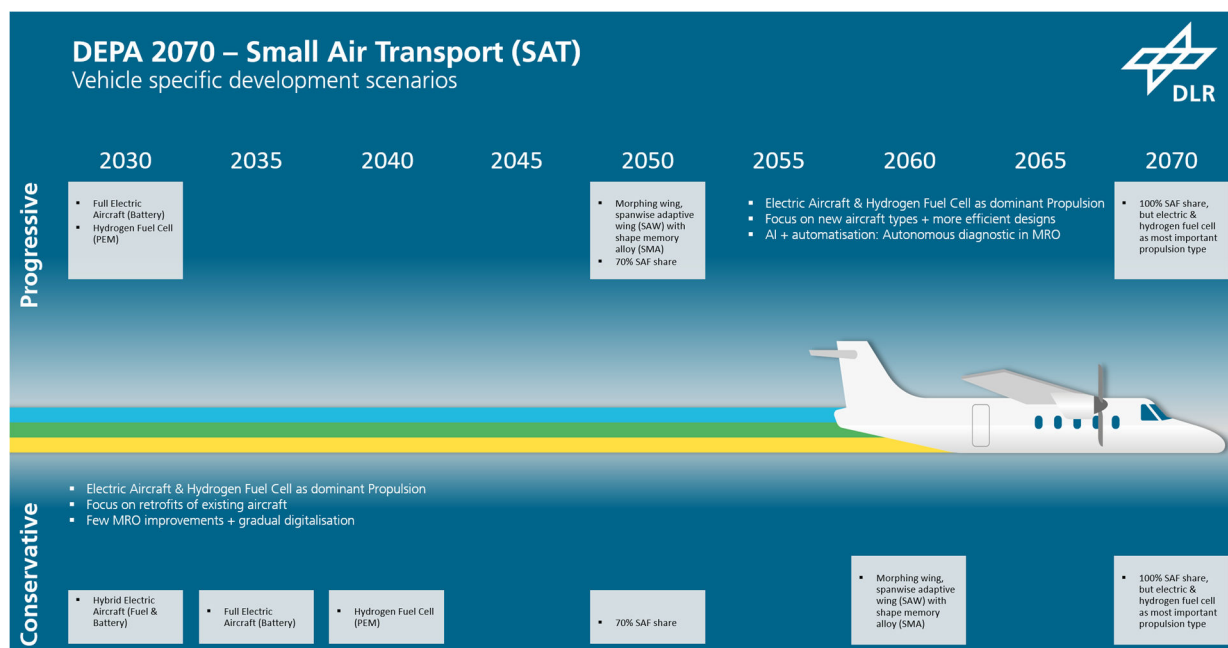 DEPA 2070 – Small Air Transport (SAT)
Vehicle specific development scenarios
DLR
2030 2035 2040 2045 2050 2055 2060 2065 2070
Progressive
▪ Full Electric
Aircraft (Battery)
▪ Hydrogen Fuel Cell
(PEM)
▪ Morphing wing,
spanwise adaptive
wing (SAW) with
shape memory
alloy (SMA)
▪ 70% SAF share
▪ Electric Aircraft & Hydrogen Fuel Cell as dominant Propulsion
▪ Focus on new aircraft types + more efficient designs
▪ AI + automatisation: Autonomous diagnostic in MRO
▪ 100% SAF share,
but electric &
hydrogen fuel cell
as most important
propulsion type
Conservative
▪ Electric Aircraft & Hydrogen Fuel Cell as dominant Propulsion
▪ Focus on retrofits of existing aircraft
▪ Few MRO improvements + gradual digitalisation
▪ Hybrid Electric
Aircraft (Fuel &
Battery)
▪ Full Electric
Aircraft (Battery)
▪ Hydrogen Fuel Cell
(PEM)
▪ 70% SAF share
▪ Morphing wing,
spanwise adaptive
wing (SAW) with
shape memory
alloy (SMA)
▪ 100% SAF share,
but electric &
hydrogen fuel cell
as most important
propulsion type